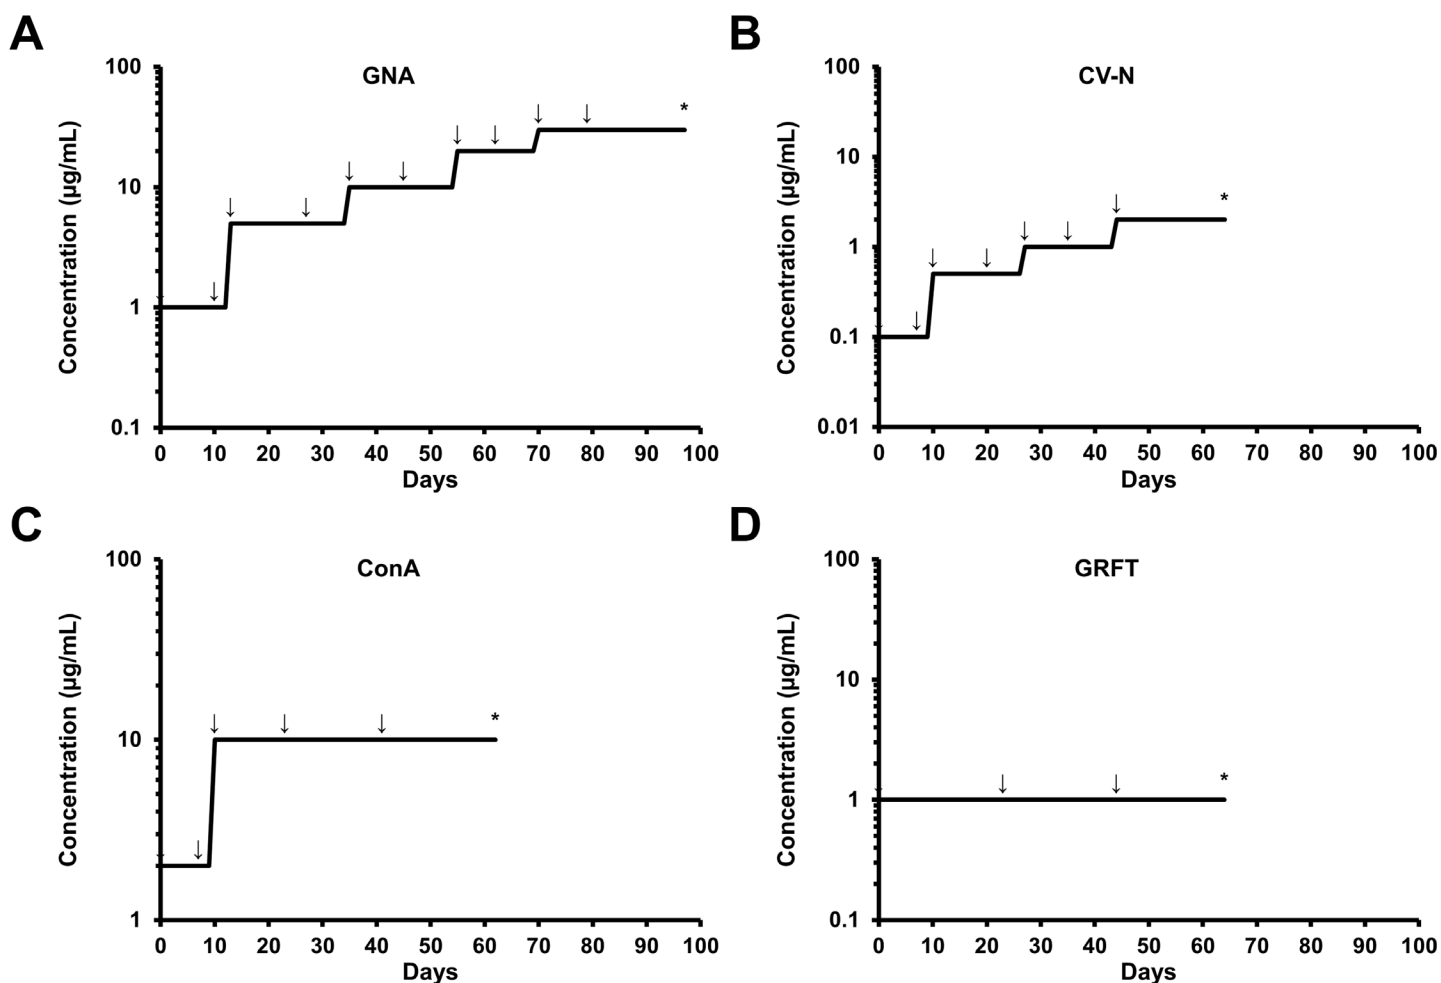 A
GNA
Concentration (µg/mL)
100
10
1
0.1
↓ ↓ ↓ ↓ ↓ ↓ ↓ ↓ ↓ ↓ *
0 10 20 30 40 50 60 70 80 90 100
Days
B
CV-N
Concentration (µg/mL)
100
10
1
0.1
0.01
↓ ↓ ↓ ↓ ↓ ↓ ↓ *
0 10 20 30 40 50 60 70 80 90 100
Days
C
ConA
Concentration (µg/mL)
100
10
1
↓ ↓ ↓ ↓ ↓ *
0 10 20 30 40 50 60 70 80 90 100
Days
D
GRFT
Concentration (µg/mL)
100
10
1
0.1
↓ ↓ ↓ *
0 10 20 30 40 50 60 70 80 90 100
Days